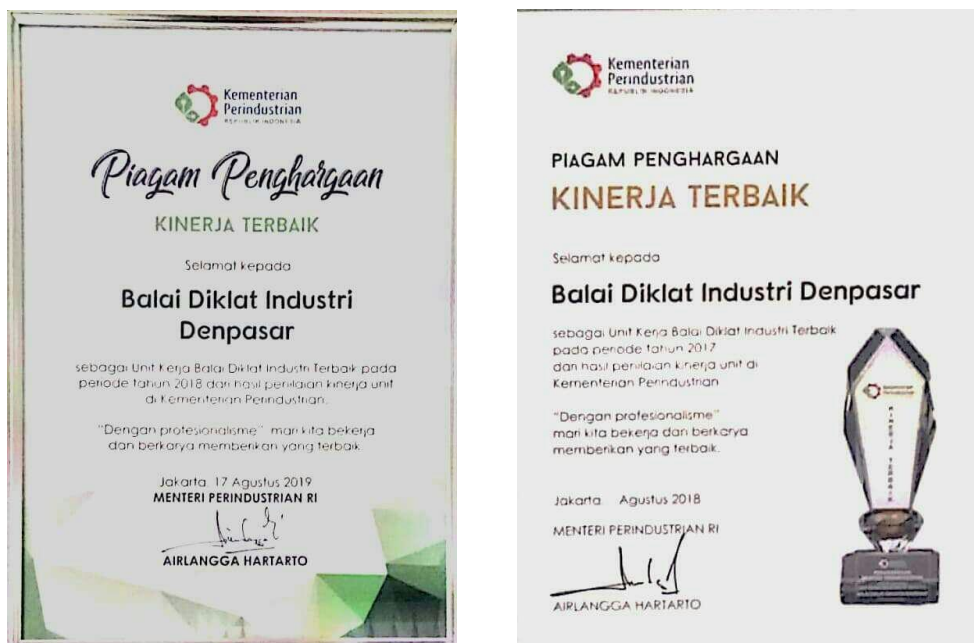 Kementerian
Perindustrian
REPUBLIK INDONESIA
Piagam Penghargaan
KINERJA TERBAIK
Selamat kepada
Balai Diklat Industri
Denpasar
sebagai Unit Kerja Balai Diklat Industri Terbaik pada
periode tahun 2018 dari hasil penilaian kinerja unit
di Kementerian Perindustrian.
"Dengan profesionalisme" mari kita bekerja
dan berkarya memberikan yang terbaik.
Jakarta, 17 Agustus 2019
MENTERI PERINDUSTRIAN RI
AIRLANGGA HARTARTO
Kementerian
Perindustrian
REPUBLIK INDONESIA
PIAGAM PENGHARGAAN
KINERJA TERBAIK
Selamat kepada
Balai Diklat Industri Denpasar
sebagai Unit Kerja Balai Diklat Industri Terbaik
pada periode tahun 2017
dari hasil penilaian kinerja unit di
Kementerian Perindustrian
"Dengan profesionalisme"
mari kita bekerja dan berkarya
memberikan yang terbaik.
Jakarta, Agustus 2018
MENTERI PERINDUSTRIAN RI
AIRLANGGA HARTARTO
KINERJA TERBAIK